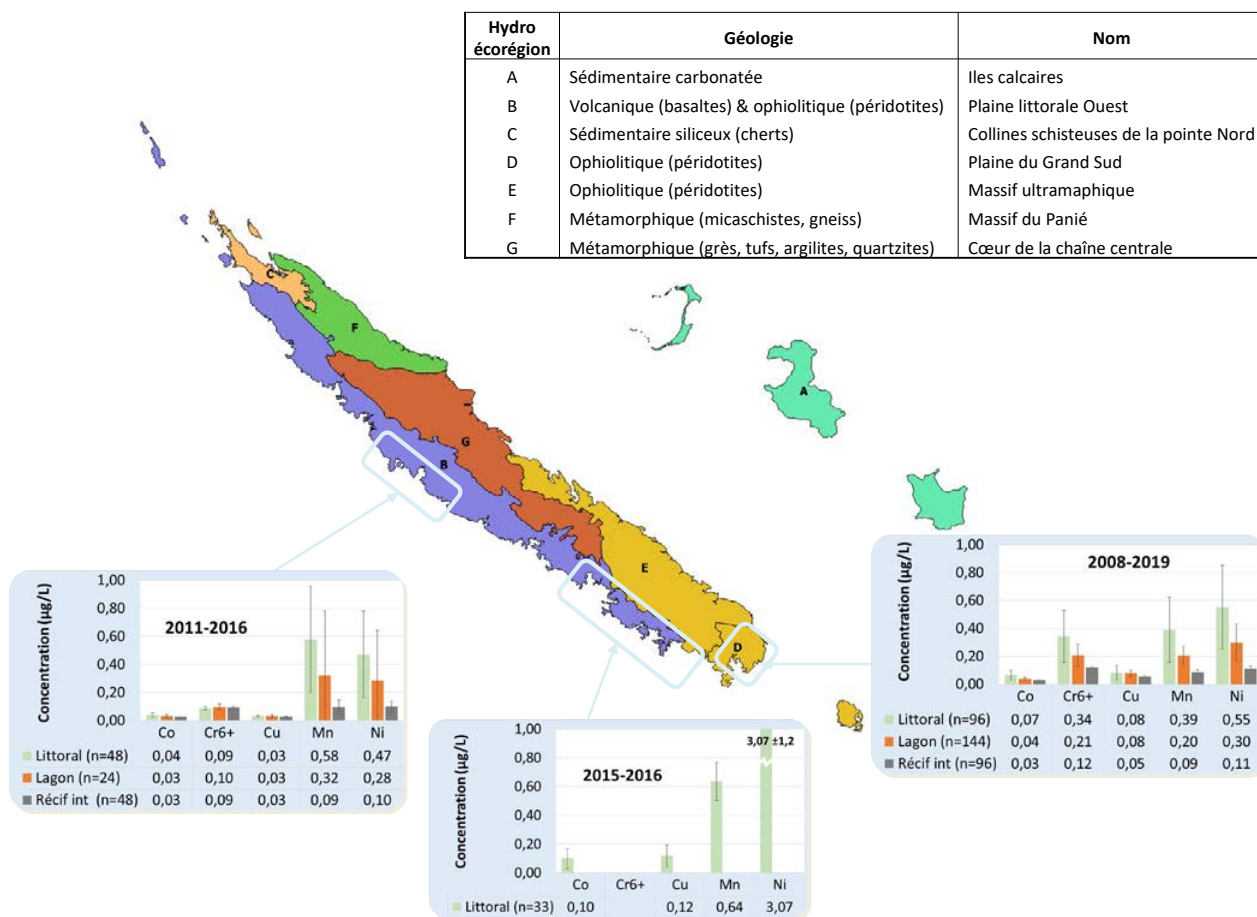 Hydro écorégion | Géologie | Nom
A | Sédimentaire carbonatée | Iles calcaires
B | Volcanique (basaltes) & ophiolitique (péridotites) | Plaine littorale Ouest
C | Sédimentaire siliceux (cherts) | Collines schisteuses de la pointe Nord
D | Ophiolitique (péridotites) | Plaine du Grand Sud
E | Ophiolitique (péridotites) | Massif ultramaphique
F | Métamorphique (micaschistes, gneiss) | Massif du Panié
G | Métamorphique (grès, tufs, argilites, quartzites) | Cœur de la chaîne centrale
C
F
A
G
B
E
D
Concentration (µg/L)
1,00
0,80
0,60
0,40
0,20
0,00
2011-2016
Co Cr6+ Cu Mn Ni
Littoral (n=48) 0,04 0,09 0,03 0,58 0,47
Lagon (n=24) 0,03 0,10 0,03 0,32 0,28
Récif int (n=48) 0,03 0,09 0,03 0,09 0,10
Concentration (µg/L)
1,00
0,80
0,60
0,40
0,20
0,00
3,07 ±1,2
2015-2016
Co Cr6+ Cu Mn Ni
Littoral (n=33) 0,10 0,12 0,64 3,07
Concentration (µg/L)
1,00
0,80
0,60
0,40
0,20
0,00
2008-2019
Co Cr6+ Cu Mn Ni
Littoral (n=96) 0,07 0,34 0,08 0,39 0,55
Lagon (n=144) 0,04 0,21 0,08 0,20 0,30
Récif int (n=96) 0,03 0,12 0,05 0,09 0,11